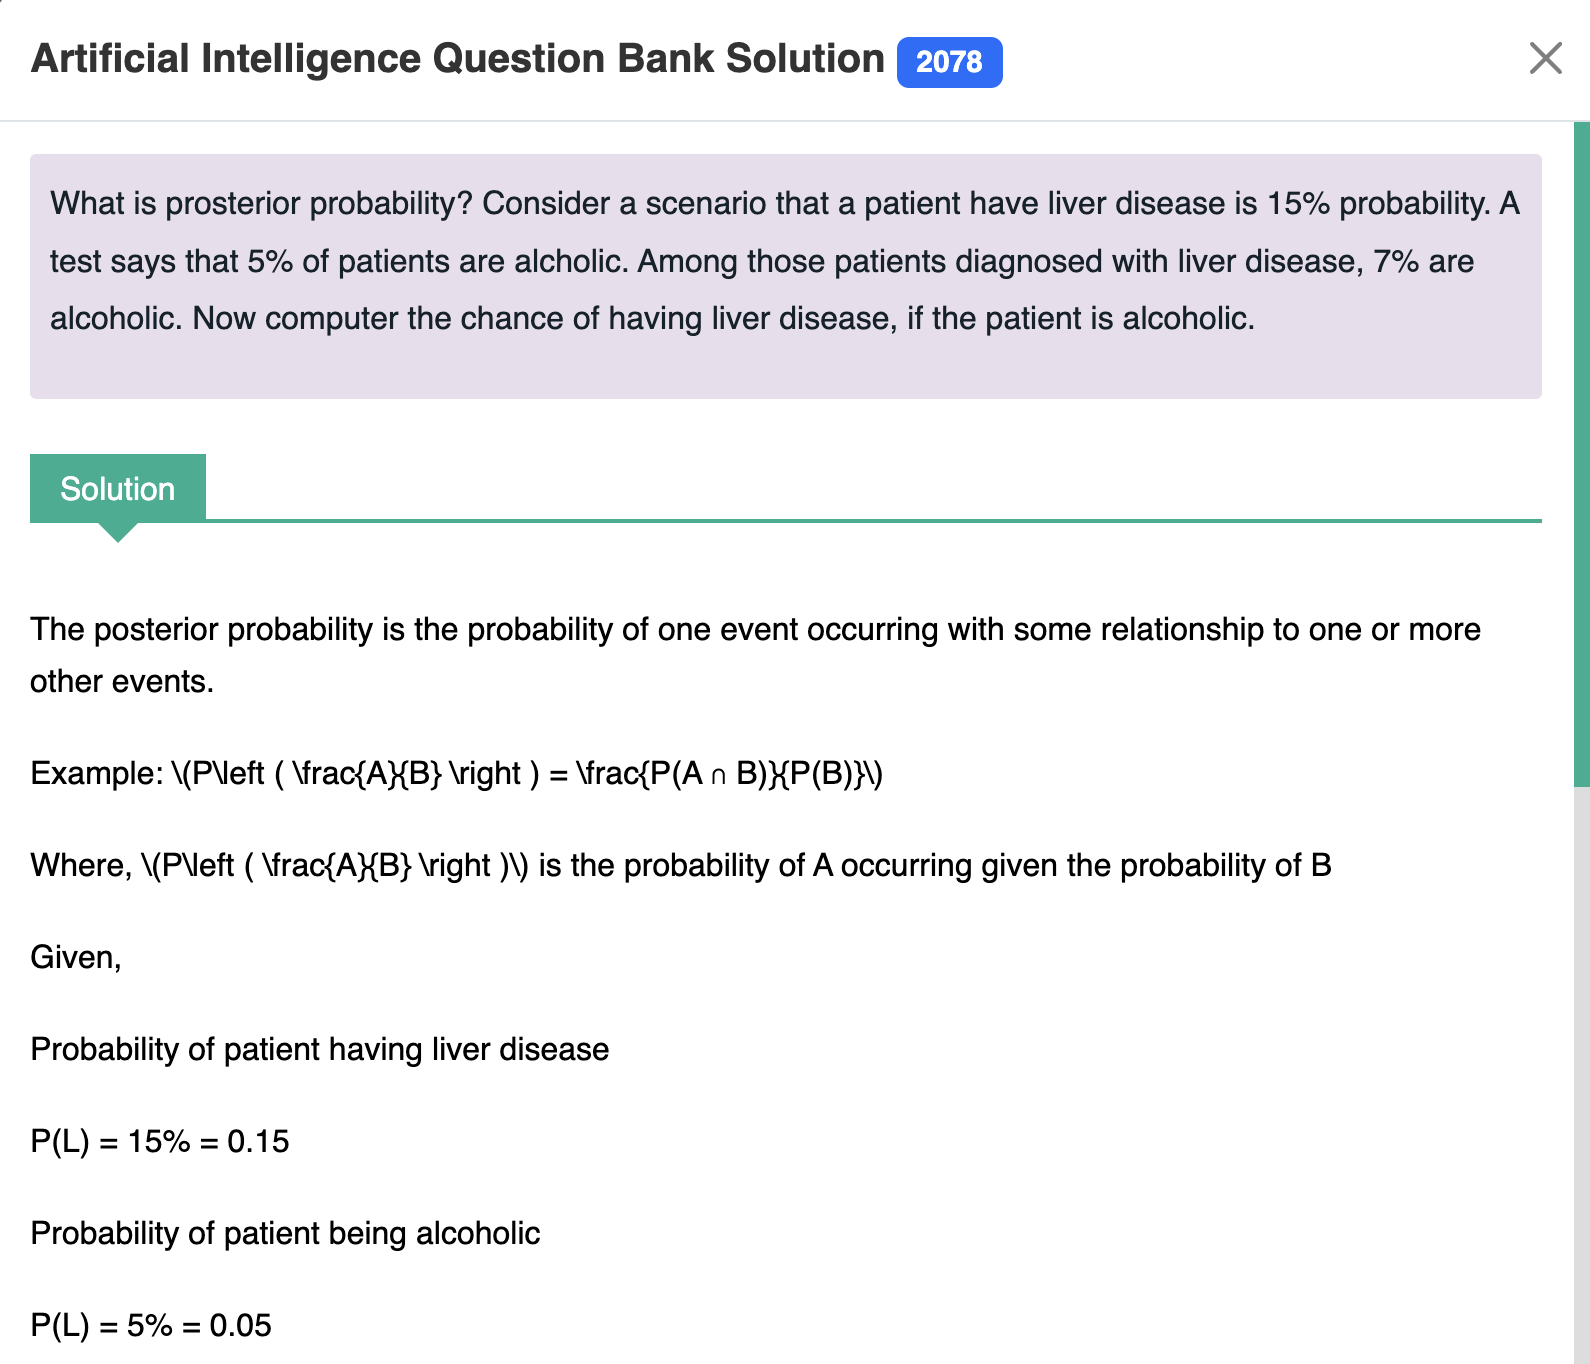 Artificial Intelligence Question Bank Solution 2078
What is prosterior probability? Consider a scenario that a patient have liver disease is 15% probability. A
test says that 5% of patients are alcholic. Among those patients diagnosed with liver disease, 7% are
alcoholic. Now computer the chance of having liver disease, if the patient is alcoholic.
Solution
The posterior probability is the probability of one event occurring with some relationship to one or more
other events.
Example: \(P\left ( \frac{A}{B} \right ) = \frac{P(A ∩ B)}{P(B)}\)
Where, \(P\left ( \frac{A}{B} \right )\) is the probability of A occurring given the probability of B
Given,
Probability of patient having liver disease
P(L) = 15% = 0.15
Probability of patient being alcoholic
P(L) = 5% = 0.05